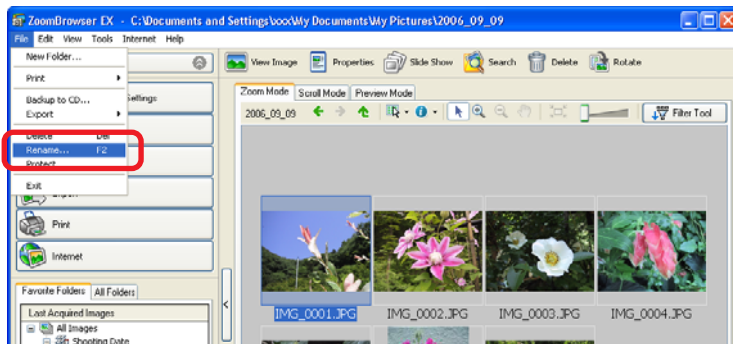 ZoomBrowser EX - C:\Documents and Settings\xxx\My Documents\My Pictures\2006_09_09
File Edit View Tools Internet Help
New Folder...
Print
Backup to CD...
Export
Delete Del
Rename... F2
Protect
Exit
Settings
Export
Print
Internet
Favorite Folders All Folders
Last Acquired Images
All Images
Shooting Date
View Image Properties Slide Show Search Delete Rotate
Zoom Mode Scroll Mode Preview Mode
2006_09_09 Filter Tool
IMG_0001.JPG IMG_0002.JPG IMG_0003.JPG IMG_0004.JPG